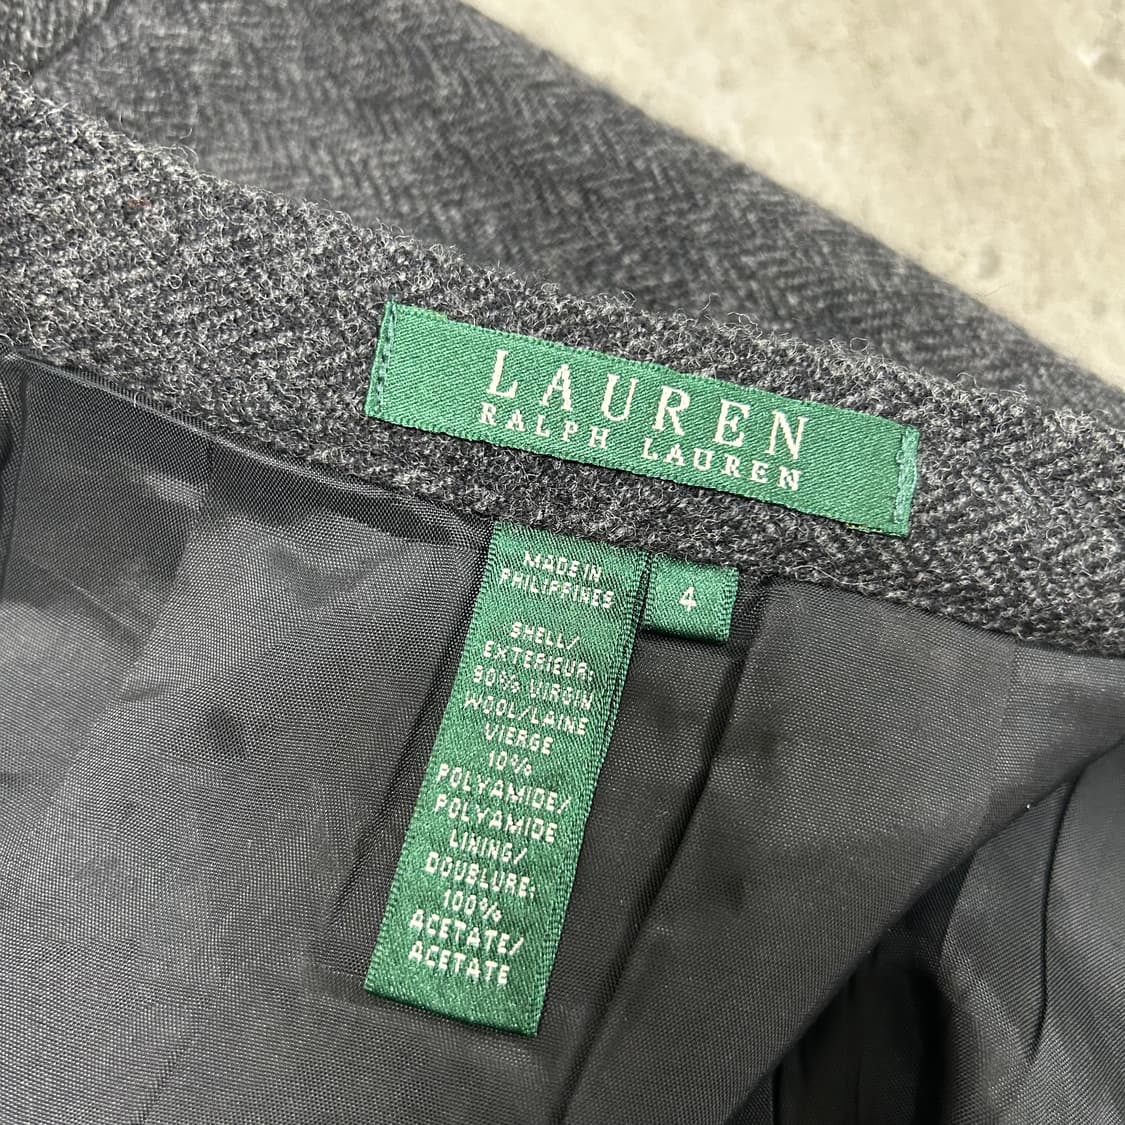 LAUREN
RALPH LAUREN
MADE IN
PHILIPPINES
4
SHELL/
EXTERIEUR:
90% VIRGIN
WOOL/LAINE
VIERGE
10%
POLYAMIDE/
POLYAMIDE
LINING/
DOUBLURE:
100%
ACETATE/
ACETATE